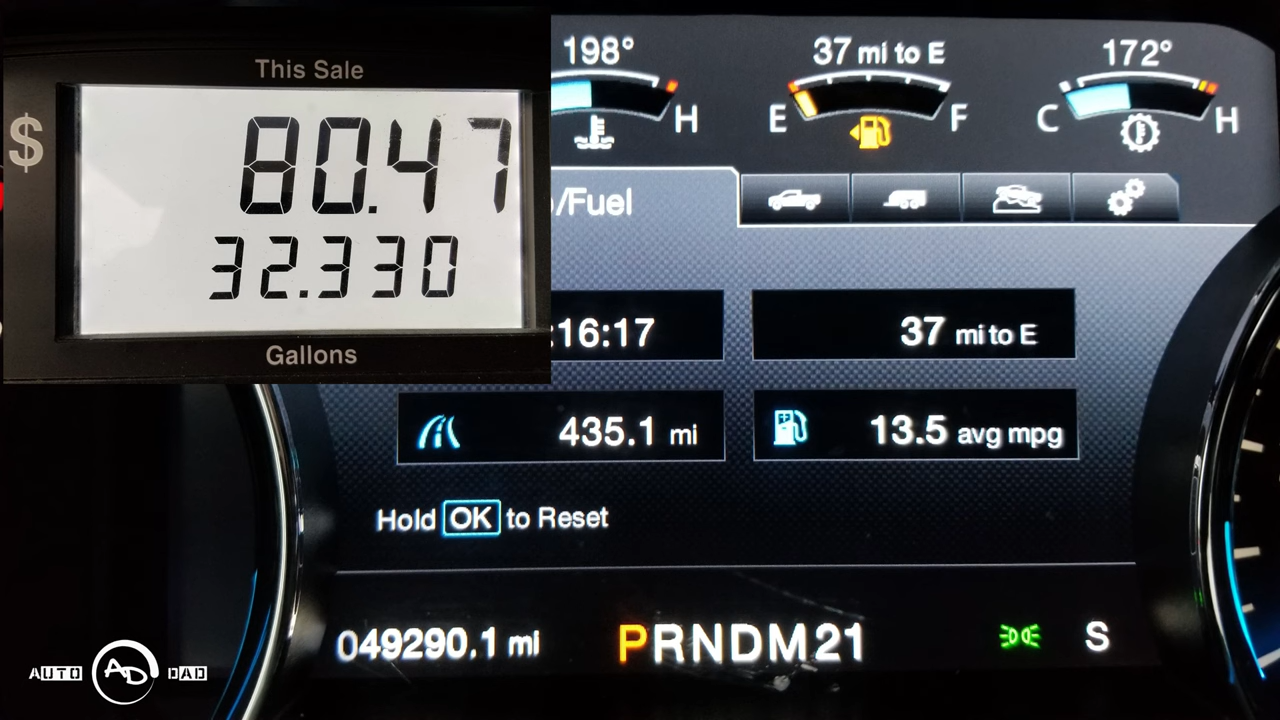 This Sale
$ 80.47
32.330
Gallons
198°
H
37 mi to E
E F
172°
C H
/Fuel
:16:17
37 mi to E
435.1 mi
13.5 avg mpg
Hold OK to Reset
049290.1 mi
PRNDM21
S
AUTO AD DAD